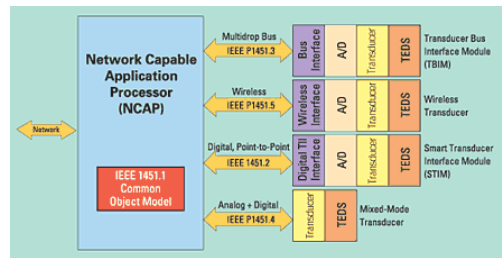 Network Capable
Application
Processor
(NCAP)
Network
IEEE 1451.1
Common
Object Model
Multidrop Bus
IEEE P1451.3
Bus
Interface
A/D
Transducer
TEDS
Transducer Bus
Interface Module
(TBIM)
Wireless
IEEE P1451.5
Wireless
Interface
A/D
Transducer
TEDS
Wireless
Transducer
Digital, Point-to-Point
IEEE 1451.2
Digital TII
Interface
A/D
Transducer
TEDS
Smart Transducer
Interface Module
(STIM)
Analog + Digital
IEEE P1451.4
Transducer
TEDS
Mixed-Mode
Transducer